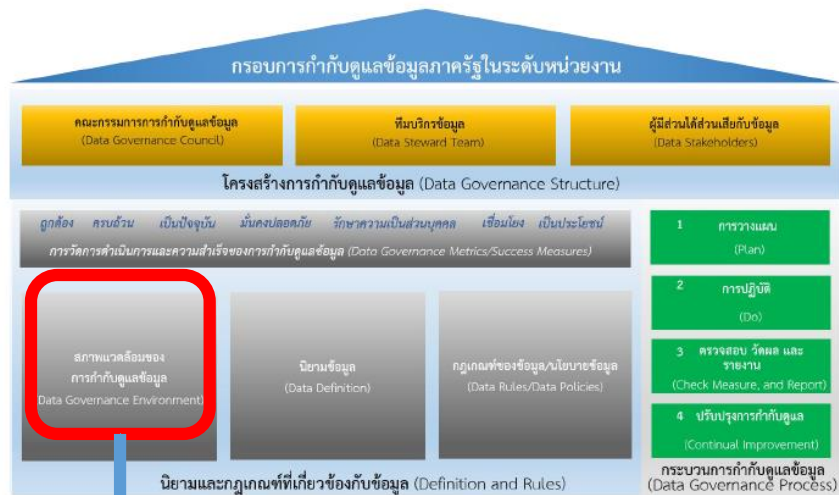 กรอบการกำกับดูแลข้อมูลภาครัฐในระดับหน่วยงาน
คณะกรรมการการกำกับดูแลข้อมูล
(Data Governance Council)
ทีมบริกรข้อมูล
(Data Steward Team)
ผู้มีส่วนได้ส่วนเสียกับข้อมูล
(Data Stakeholders)
โครงสร้างการกำกับดูแลข้อมูล (Data Governance Structure)
ถูกต้อง ครบถ้วน เป็นปัจจุบัน มั่นคงปลอดภัย รักษาความเป็นส่วนบุคคล เชื่อมโยง เป็นประโยชน์
การวัดการดำเนินการและความสำเร็จของการกำกับดูแลข้อมูล (Data Governance Metrics/Success Measures)
สภาพแวดล้อมของ
การกำกับดูแลข้อมูล
(Data Governance Environment)
นิยามข้อมูล
(Data Definition)
กฎเกณฑ์ของข้อมูล/นโยบายข้อมูล
(Data Rules/Data Policies)
นิยามและกฎเกณฑ์ที่เกี่ยวข้องกับข้อมูล (Definition and Rules)
1 การวางแผน
(Plan)
2 การปฏิบัติ
(Do)
3 ตรวจสอบ วัดผล และ
รายงาน
(Check Measure, and Report)
4 ปรับปรุงการกำกับดูแล
(Continual Improvement)
กระบวนการกำกับดูแลข้อมูล
(Data Governance Process)